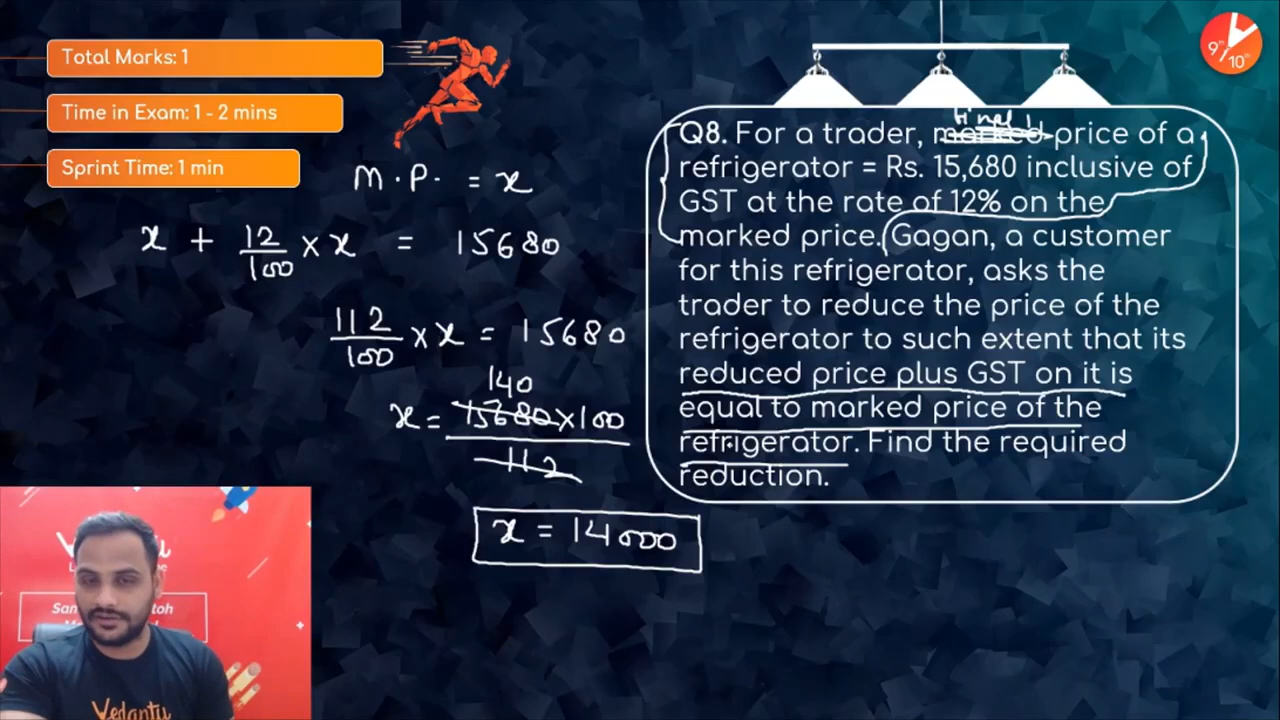 Total Marks: 1
Time in Exam: 1 - 2 mins
Sprint Time: 1 min
M.P. = x
x + 12/100 × x = 15680
112/100 × x = 15680
140
x = 15680×100
112
x = 14000
final
Q8. For a trader, marked price of a
refrigerator = Rs. 15,680 inclusive of
GST at the rate of 12% on the
marked price. Gagan, a customer
for this refrigerator, asks the
trader to reduce the price of the
refrigerator to such extent that its
reduced price plus GST on it is
equal to marked price of the
refrigerator. Find the required
reduction.
9th
10th
Vedantu